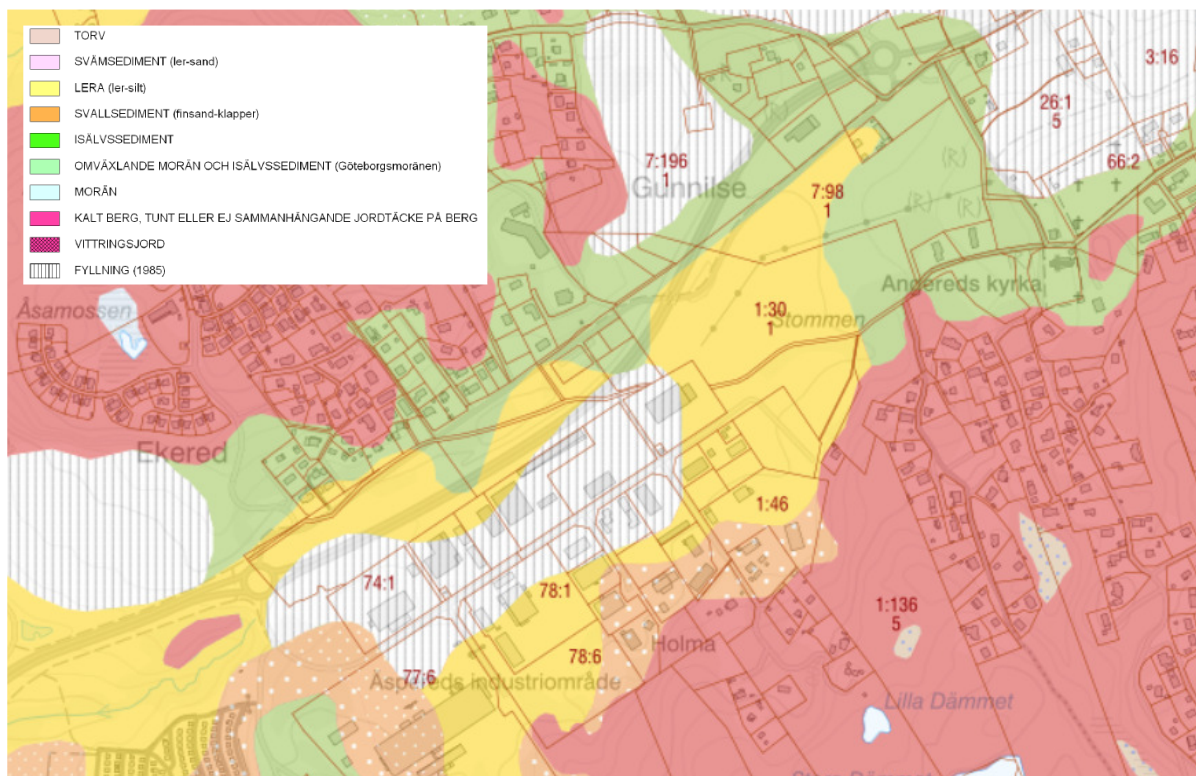 TORV
SVÄMSEDIMENT (ler-sand)
LERA (ler-silt)
SVALLSEDIMENT (finsand-klapper)
ISÄLVSSEDIMENT
OMVÄXLANDE MORÄN OCH ISÄLVSSEDIMENT (Göteborgsmoränen)
MORÄN
KALT BERG, TUNT ELLER EJ SAMMANHÄNGANDE JORDTÄCKE PÅ BERG
VITTRINGSJORD
FYLLNING (1985)
3:16
26:1
5
(R)
7:196
1
Gunnilse
66:2
(R)
7:98
1
(R)
(R)
Angereds kyrka
Åsamossen
1:30
1
Stommen
Ekered
1:46
74:1
78:1
1:136
5
Holma
78:6
77:6
Aspereds industriområde
Lilla Dämmet
Stora Dämmet